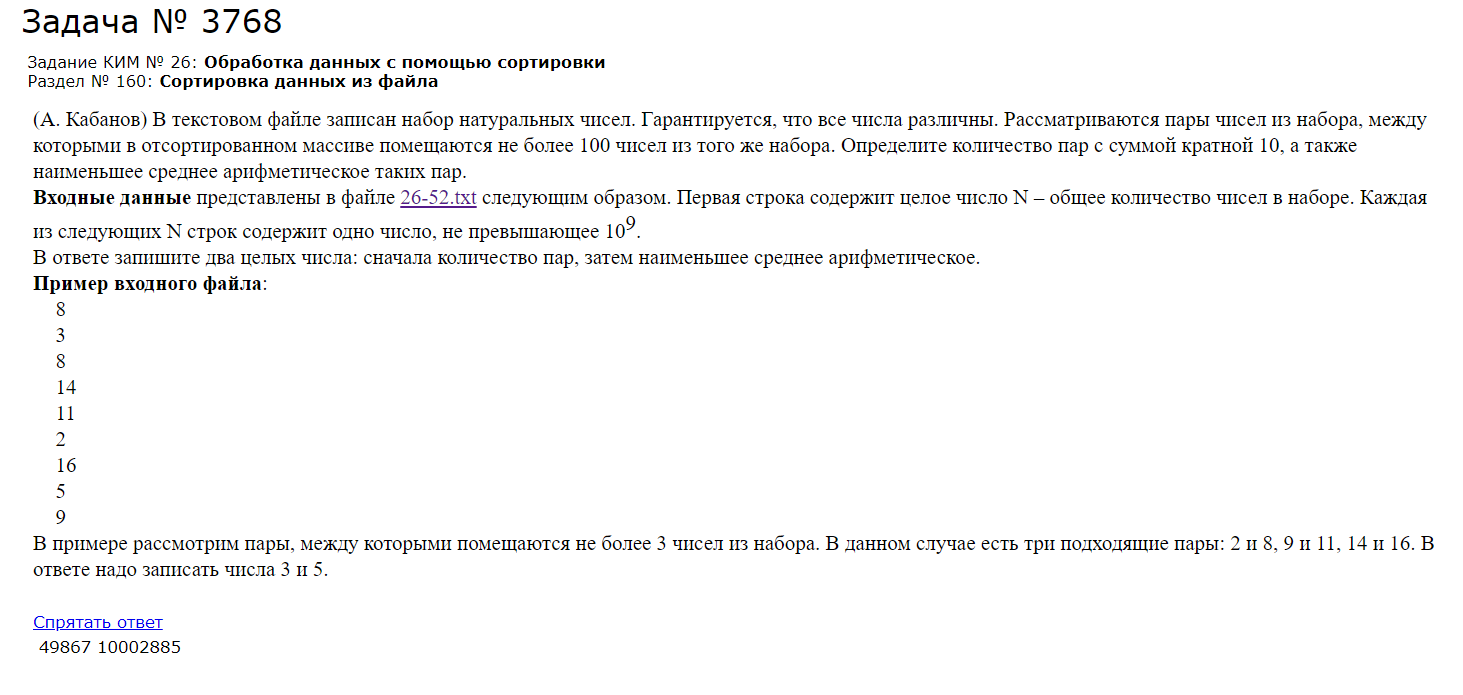 Задача № 3768
Задание КИМ № 26: Обработка данных с помощью сортировки
Раздел № 160: Сортировка данных из файла
(А. Кабанов) В текстовом файле записан набор натуральных чисел. Гарантируется, что все числа различны. Рассматриваются пары чисел из набора, между
которыми в отсортированном массиве помещаются не более 100 чисел из того же набора. Определите количество пар с суммой кратной 10, а также
наименьшее среднее арифметическое таких пар.
Входные данные представлены в файле 26-52.txt следующим образом. Первая строка содержит целое число N – общее количество чисел в наборе. Каждая
из следующих N строк содержит одно число, не превышающее 10⁹.
В ответе запишите два целых числа: сначала количество пар, затем наименьшее среднее арифметическое.
Пример входного файла:
8
3
8
14
11
2
16
5
9
В примере рассмотрим пары, между которыми помещаются не более 3 чисел из набора. В данном случае есть три подходящие пары: 2 и 8, 9 и 11, 14 и 16. В
ответе надо записать числа 3 и 5.
Спрятать ответ
49867 10002885